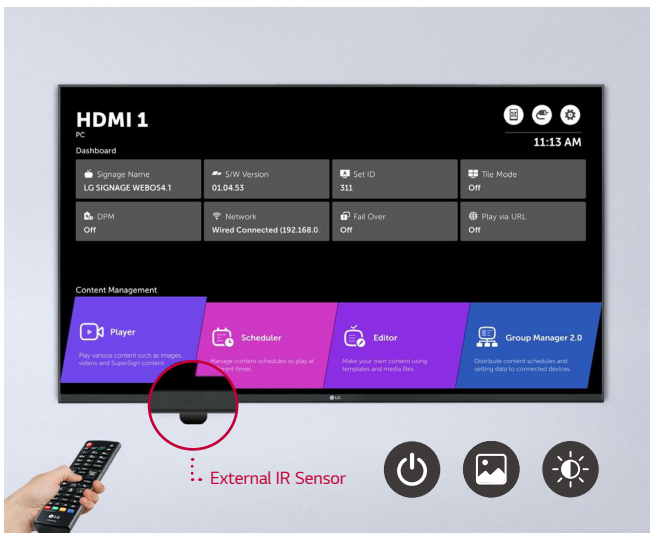 HDMI 1
PC
11:13 AM
Dashboard
Signage Name
LG SIGNAGE WEBOS4.1
S/W Version
01.04.53
Set ID
311
Tile Mode
Off
DPM
Off
Network
Wired Connected (192.168.0.
Fail Over
Off
Play via URL
Off
Content Management
Player
Play various content such as images,
videos and SuperSign content.
Scheduler
Manage content schedules to play at
erent times.
Editor
Make your own content using
templates and media files.
Group Manager 2.0
Distribute content schedules and
setting data to connected devices.
LG
External IR Sensor
LG